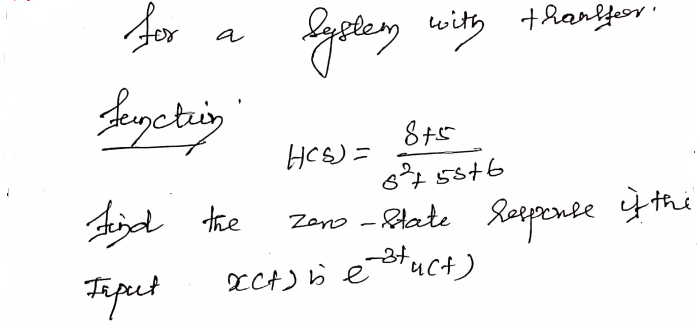 for a System with transfer
function
H(s) = s+5 / s²+5s+6
find the zero-state Response if the
Input x(t) is e^-3t u(t)